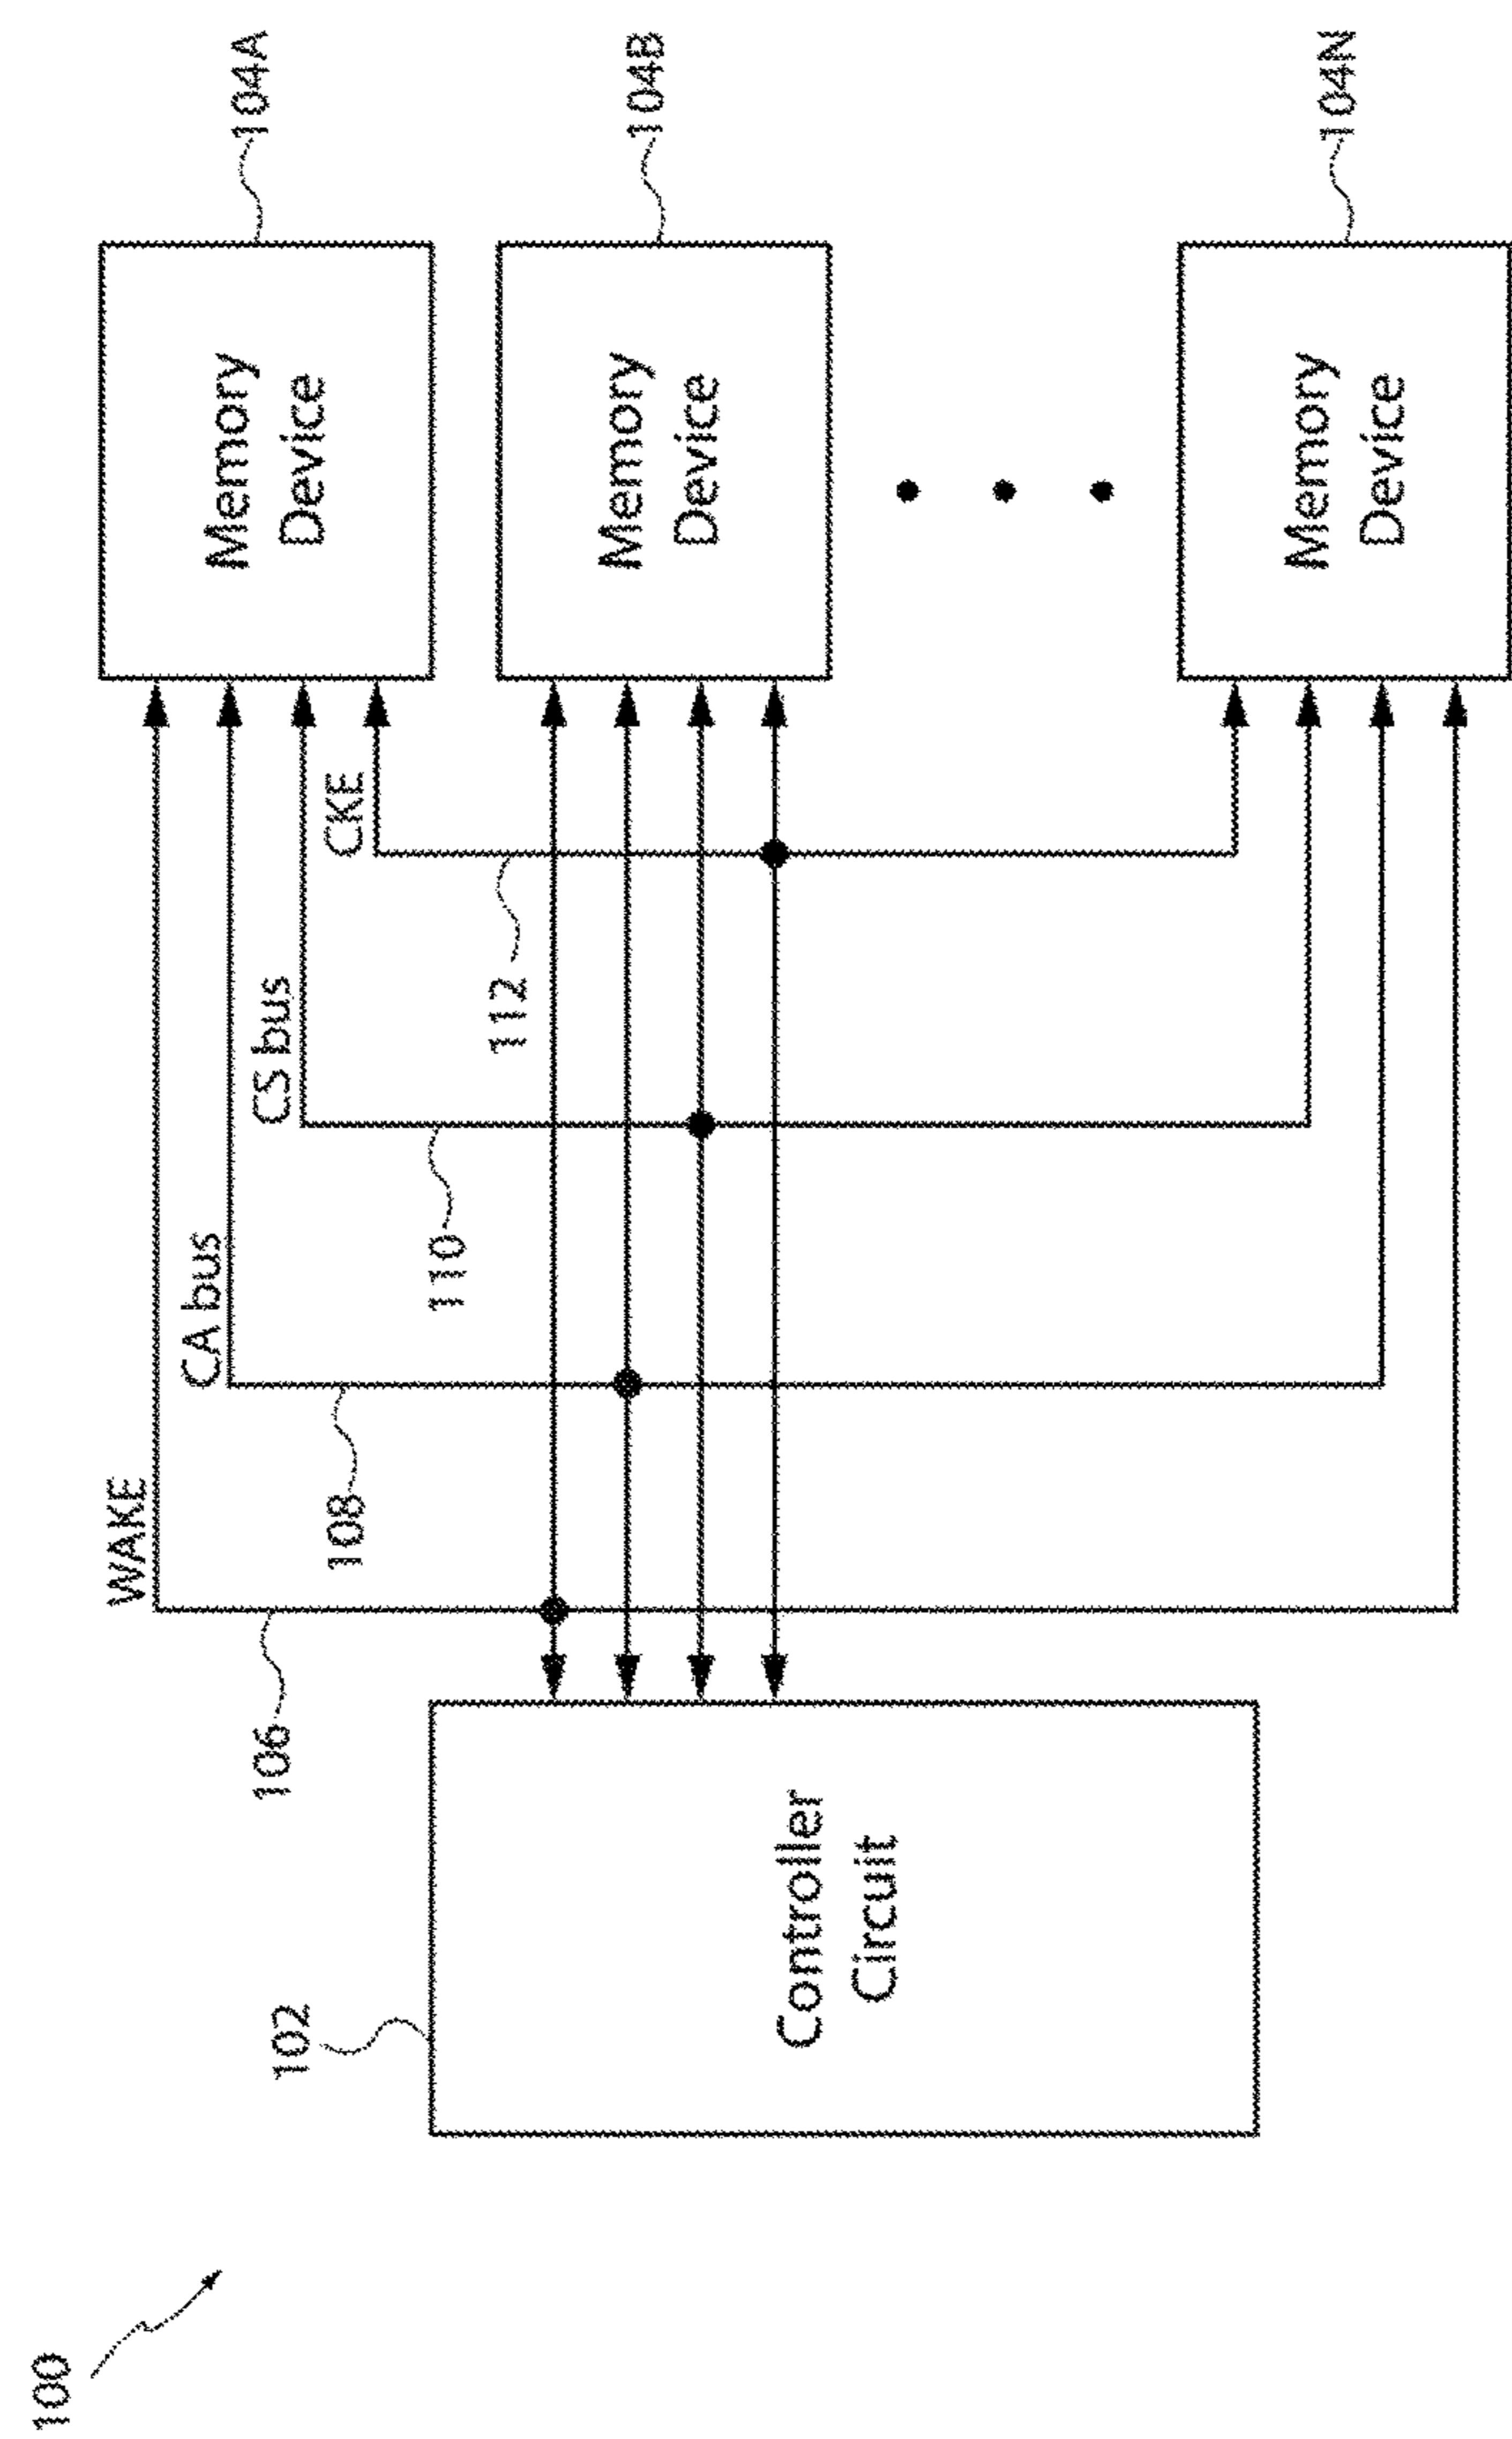 100
102
Controller
Circuit
106
WAKE
108
CA bus
110
CS bus
112
CKE
Memory
Device
104A
Memory
Device
104B
Memory
Device
104N